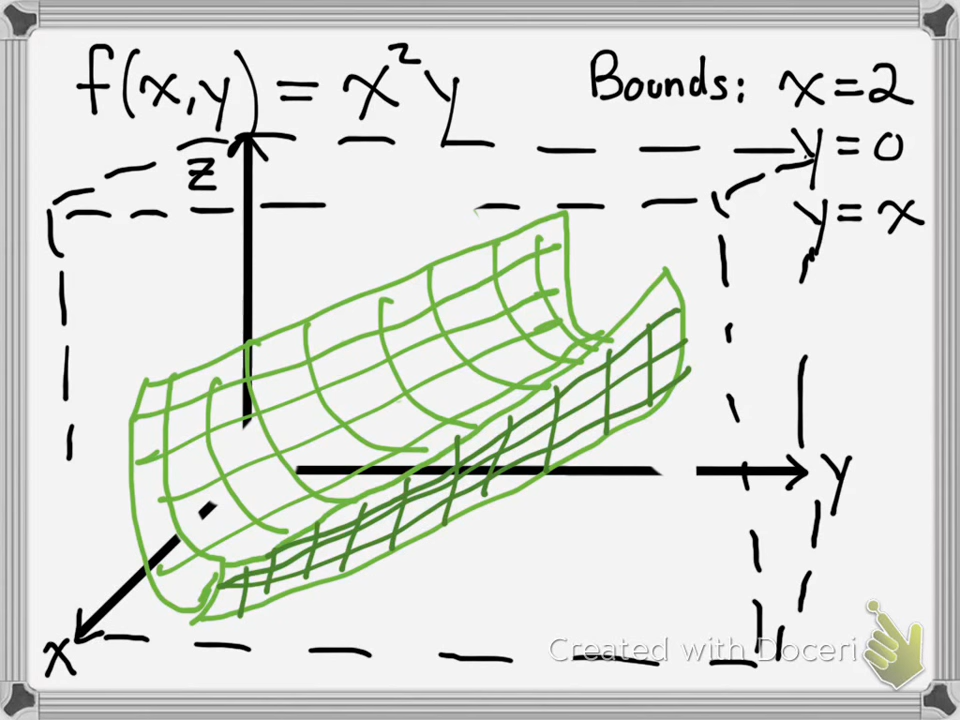 f(x,y) = x²y
Bounds: x=2
y=0
y=x
z
y
x
Created with Doceri